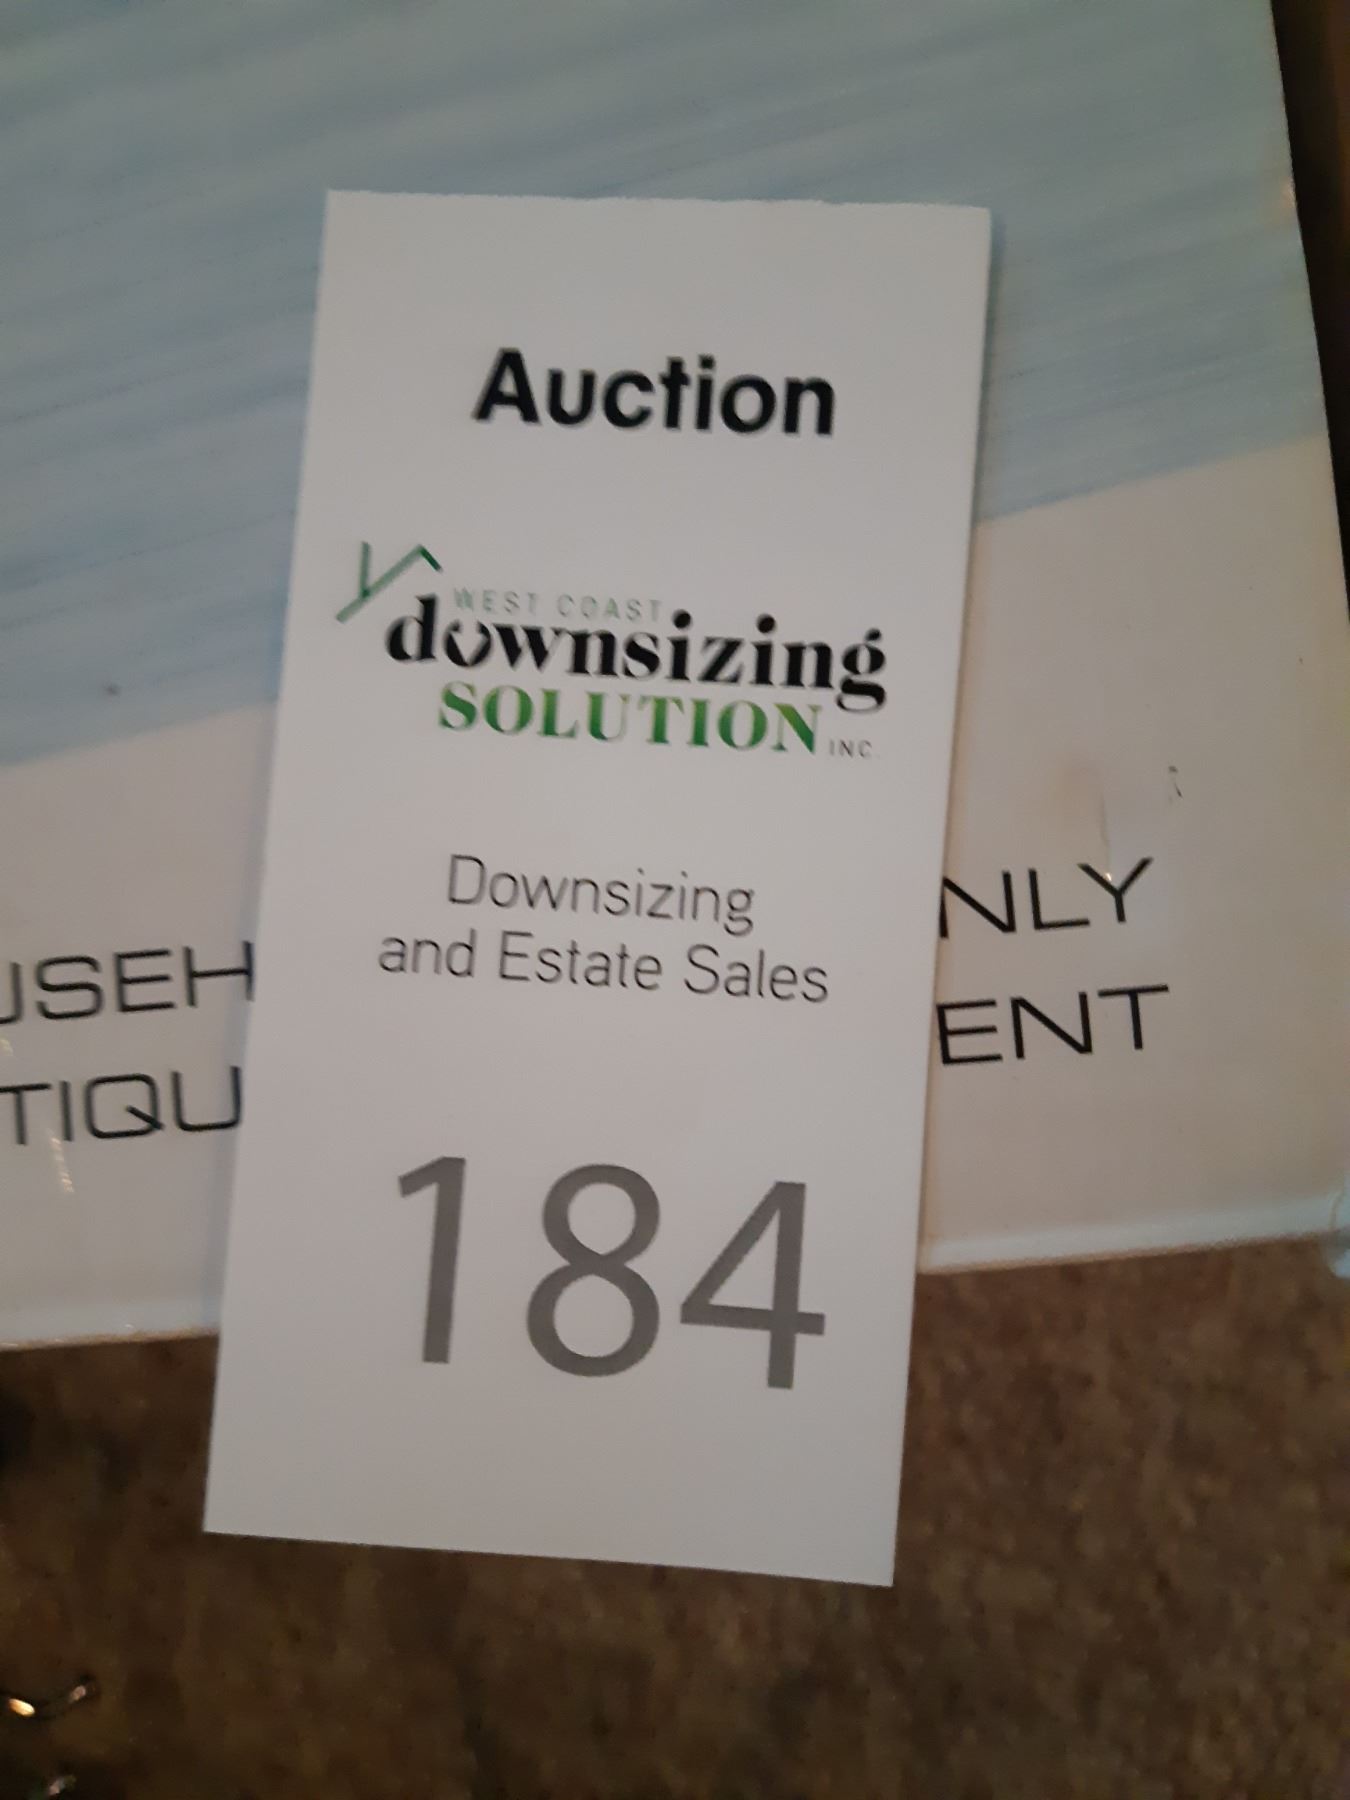 Auction
WEST COAST
downsizing
SOLUTION INC.
Downsizing
and Estate Sales
184
USEH
NLY
TIQU
ENT